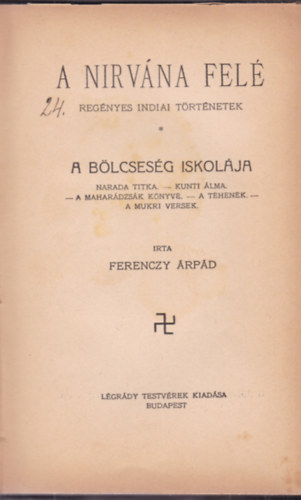 A NIRVÁNA FELÉ
24.
REGÉNYES INDIAI TÖRTÉNETEK
*
A BÖLCSESÉG ISKOLÁJA
NARADA TITKA. — KUNTI ÁLMA.
— A MAHARÁDZSÁK KÖNYVE. — A TEHENEK. —
A MUKRI VERSEK.
IRTA
FERENCZY ÁRPÁD
卍
LÉGRÁDY TESTVÉREK KIADÁSA
BUDAPEST